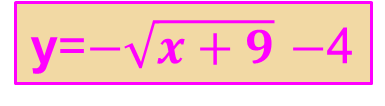 y=−√(x + 9) −4